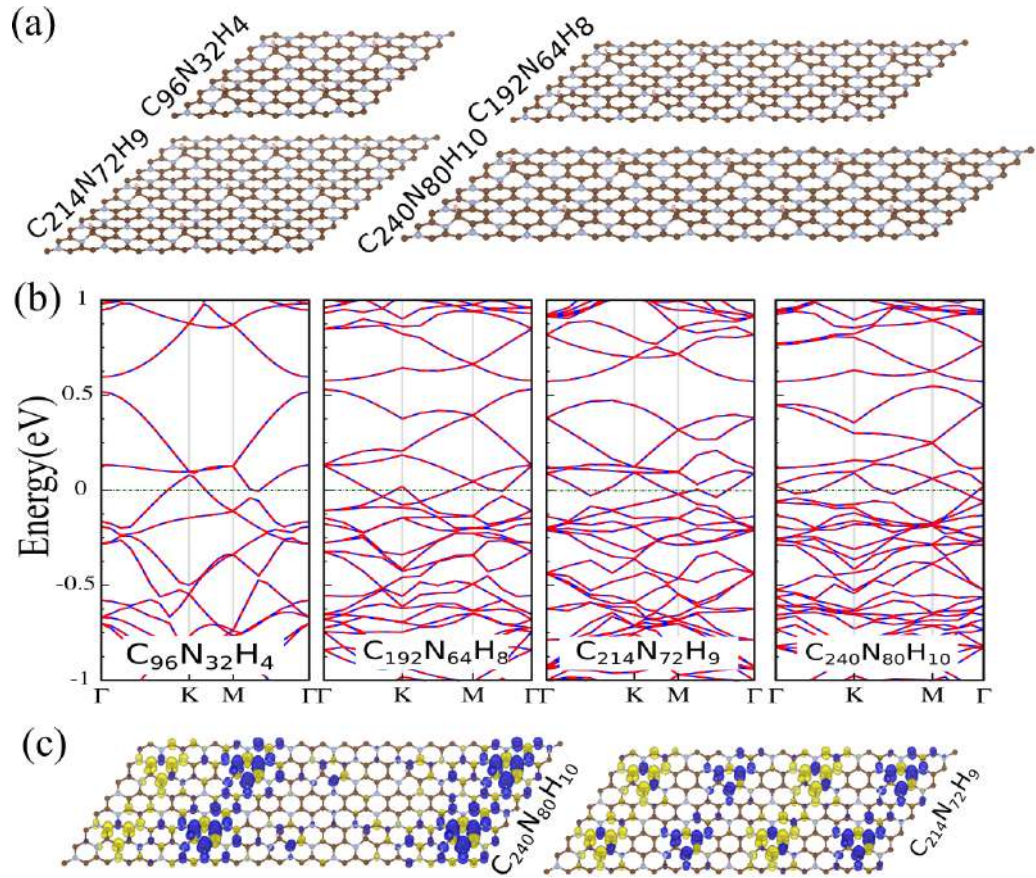 (a)
C₉₆N₃₂H₄
C₁₉₂N₆₄H₈
C₂₁₄N₇₂H₉
C₂₄₀N₈₀H₁₀
(b)
Energy(eV)
1
0.5
0
-0.5
-1
C₉₆N₃₂H₄
C₁₉₂N₆₄H₈
C₂₁₄N₇₂H₉
C₂₄₀N₈₀H₁₀
Γ K M Γ Γ K M Γ Γ K M Γ Γ K M Γ
(c)
C₂₄₀N₈₀H₁₀
C₂₁₄N₇₂H₉